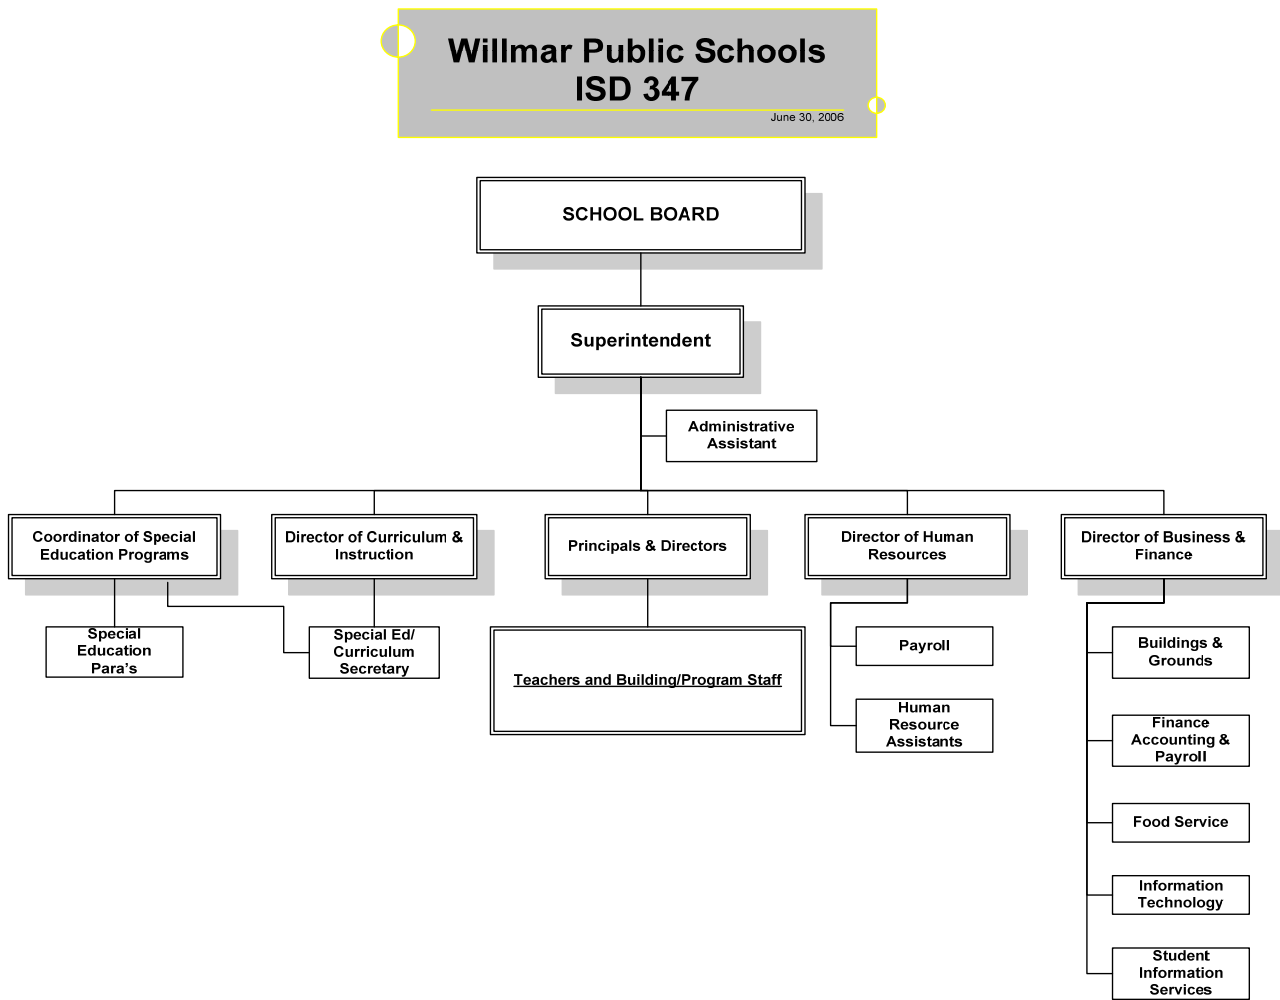 Willmar Public Schools
ISD 347
June 30, 2006
SCHOOL BOARD
Superintendent
Administrative
Assistant
Coordinator of Special
Education Programs
Director of Curriculum &
Instruction
Principals & Directors
Director of Human
Resources
Director of Business &
Finance
Special
Education
Para's
Special Ed/
Curriculum
Secretary
Teachers and Building/Program Staff
Payroll
Human
Resource
Assistants
Buildings &
Grounds
Finance
Accounting &
Payroll
Food Service
Information
Technology
Student
Information
Services